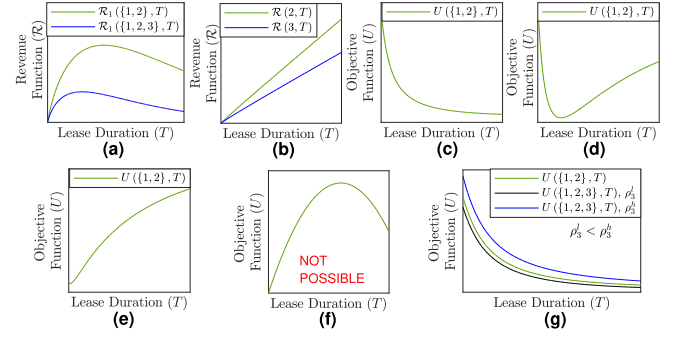 R₁({1, 2}, T)
R₁({1, 2, 3}, T)
Revenue
Function (R)
Lease Duration (T)
(a)
R(2, T)
R(3, T)
Revenue
Function (R)
Lease Duration (T)
(b)
U({1, 2}, T)
Objective
Function (U)
Lease Duration (T)
(c)
U({1, 2}, T)
Objective
Function (U)
Lease Duration (T)
(d)
U({1, 2}, T)
Objective
Function (U)
Lease Duration (T)
(e)
NOT
POSSIBLE
Objective
Function (U)
Lease Duration (T)
(f)
U({1, 2}, T)
U({1, 2, 3}, T), ρ₃ˡ
U({1, 2, 3}, T), ρ₃ʰ
ρ₃ˡ < ρ₃ʰ
Objective
Function (U)
Lease Duration (T)
(g)